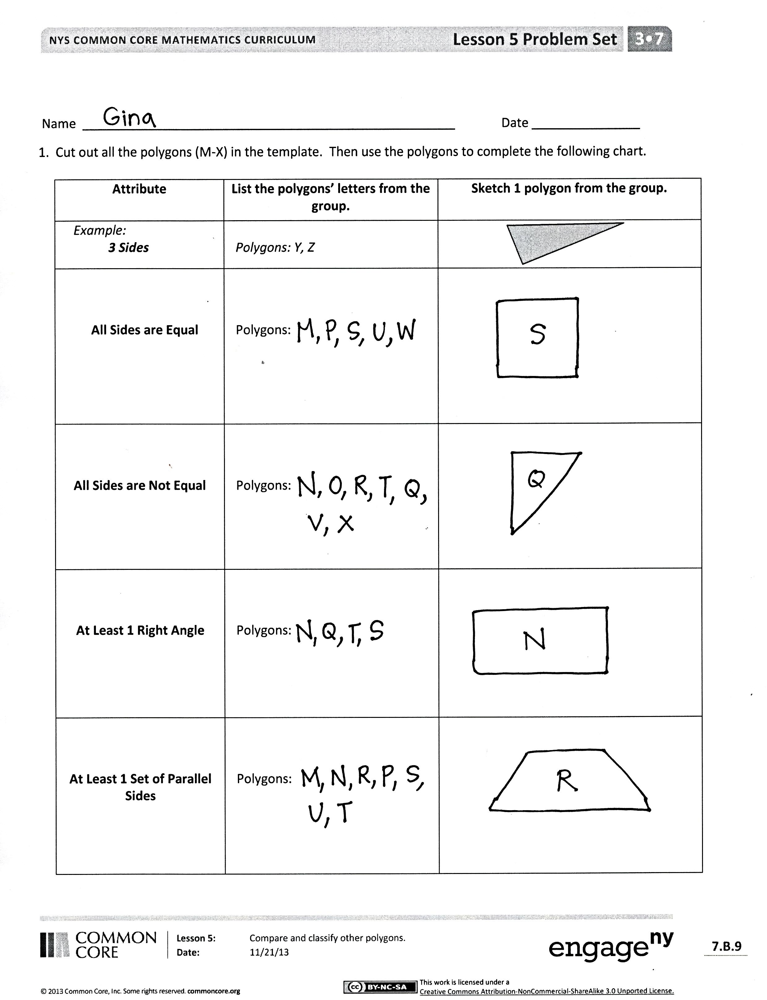 NYS COMMON CORE MATHEMATICS CURRICULUM
Lesson 5 Problem Set
3•7
Name Gina
Date
1. Cut out all the polygons (M-X) in the template. Then use the polygons to complete the following chart.
Attribute
List the polygons’ letters from the
group.
Sketch 1 polygon from the group.
Example:
3 Sides
Polygons: Y, Z
All Sides are Equal
Polygons: M, P, S, U, W
S
All Sides are Not Equal
Polygons: N, O, R, T, Q,
V, X
Q
At Least 1 Right Angle
Polygons: N, Q, T, S
N
At Least 1 Set of Parallel
Sides
Polygons: M, N, R, P, S,
U, T
R
COMMON
CORE
Lesson 5: Compare and classify other polygons.
Date: 11/21/13
engageny
7.B.9
© 2013 Common Core, Inc. Some rights reserved. commoncore.org
cc BY-NC-SA
This work is licensed under a
Creative Commons Attribution-NonCommercial-ShareAlike 3.0 Unported License.